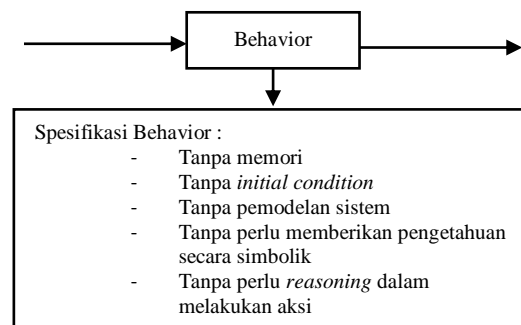 Behavior
Spesifikasi Behavior :
- Tanpa memori
- Tanpa initial condition
- Tanpa pemodelan sistem
- Tanpa perlu memberikan pengetahuan
secara simbolik
- Tanpa perlu reasoning dalam
melakukan aksi